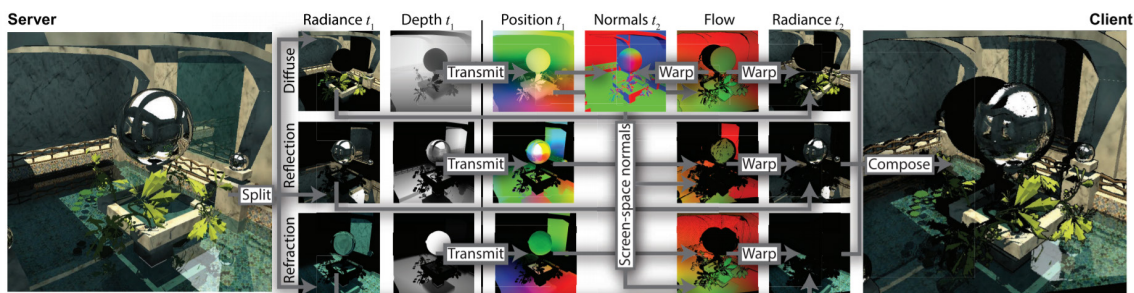 Server
Radiance t1
Depth t1
Position t1
Normals t2
Flow
Radiance t2
Client
Diffuse
Transmit
Warp
Warp
Split
Reflection
Transmit
Screen-space normals
Warp
Compose
Refraction
Transmit
Warp